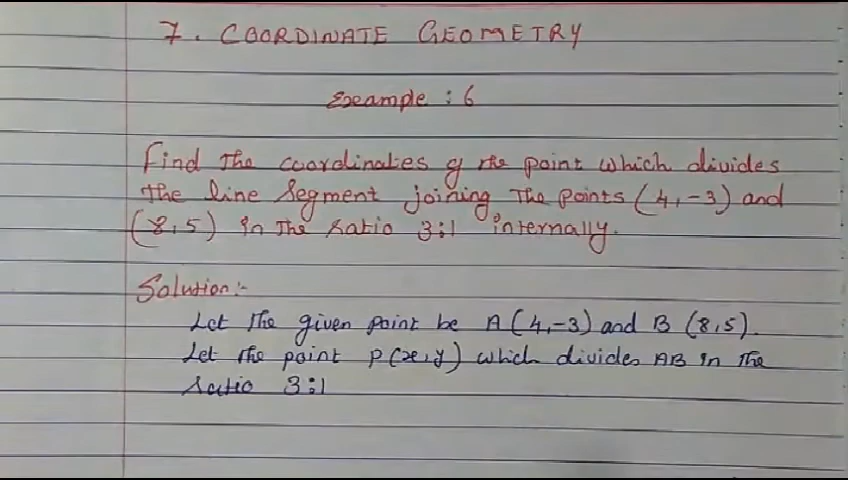 7. COORDINATE GEOMETRY
Example : 6
Find the coordinates of the point which divides
the line segment joining the points (4,-3) and
(8,5) in the ratio 3:1 internally.
Solution:-
Let the given point be A(4,-3) and B (8,5).
Let the point P(x,y) which divides AB in the
ratio 3:1